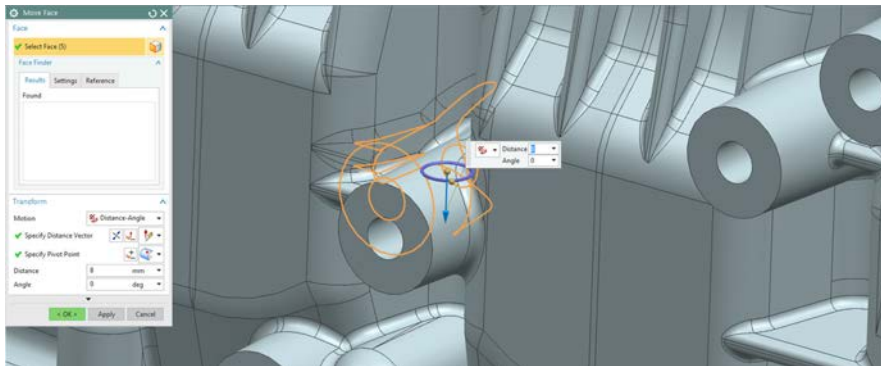 Move Face
Face
Select Face (5)
Face Finder
Results Settings Reference
Found
Transform
Motion Distance-Angle
Specify Distance Vector
Specify Pivot Point
Distance 8 mm
Angle 0 deg
< OK > Apply Cancel
Distance
Angle 0